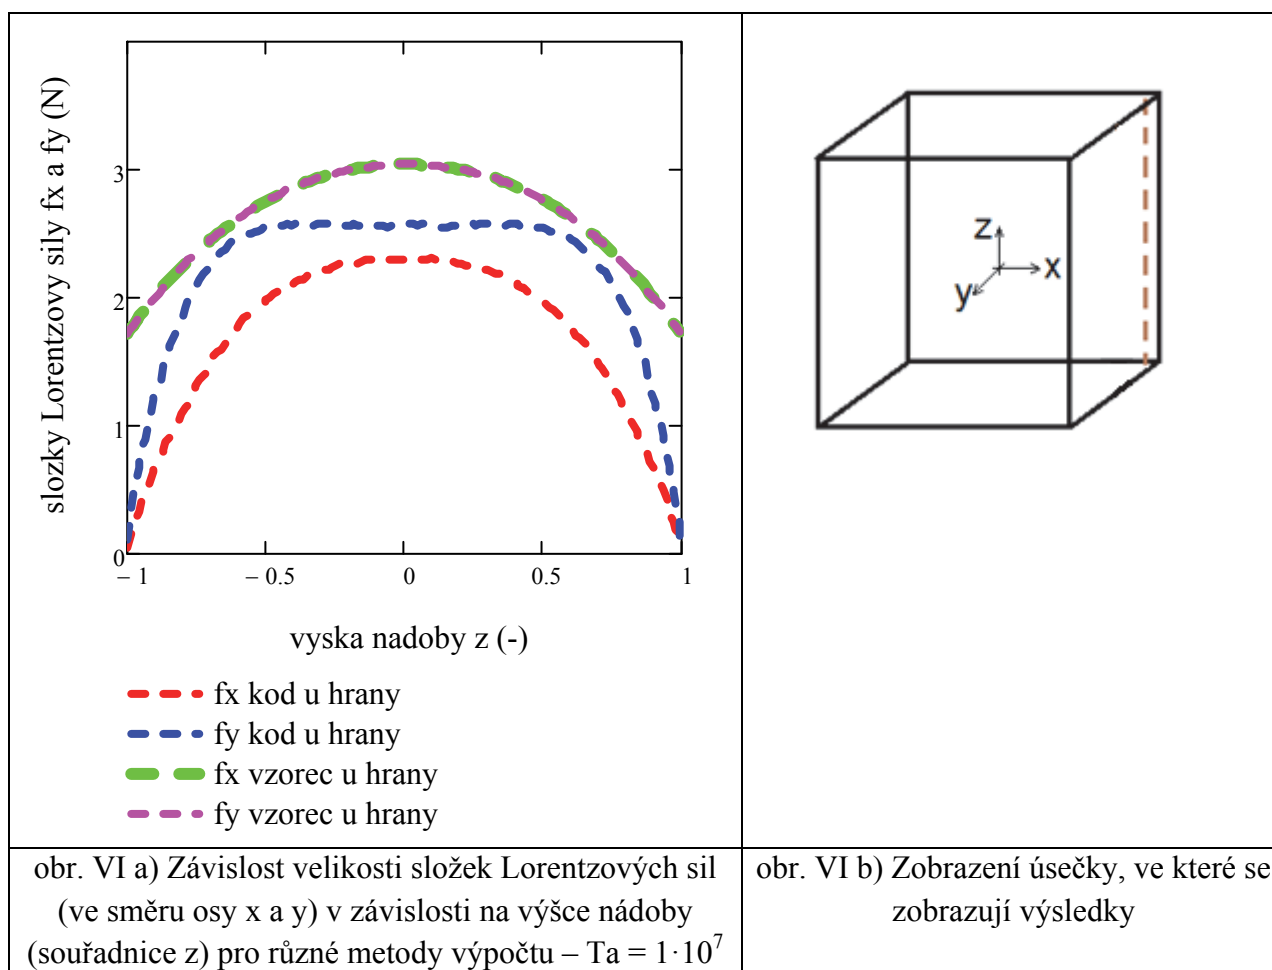 slozky Lorentzovy sily fx a fy (N)
3
2
1
0
– 1
– 0.5
0
0.5
1
vyska nadoby z (-)
fx kod u hrany
fy kod u hrany
fx vzorec u hrany
fy vzorec u hrany
z
x
y
obr. VI a) Závislost velikosti složek Lorentzových sil
(ve směru osy x a y) v závislosti na výšce nádoby
(souřadnice z) pro různé metody výpočtu – Ta = 1·10⁷
obr. VI b) Zobrazení úsečky, ve které se
zobrazují výsledky